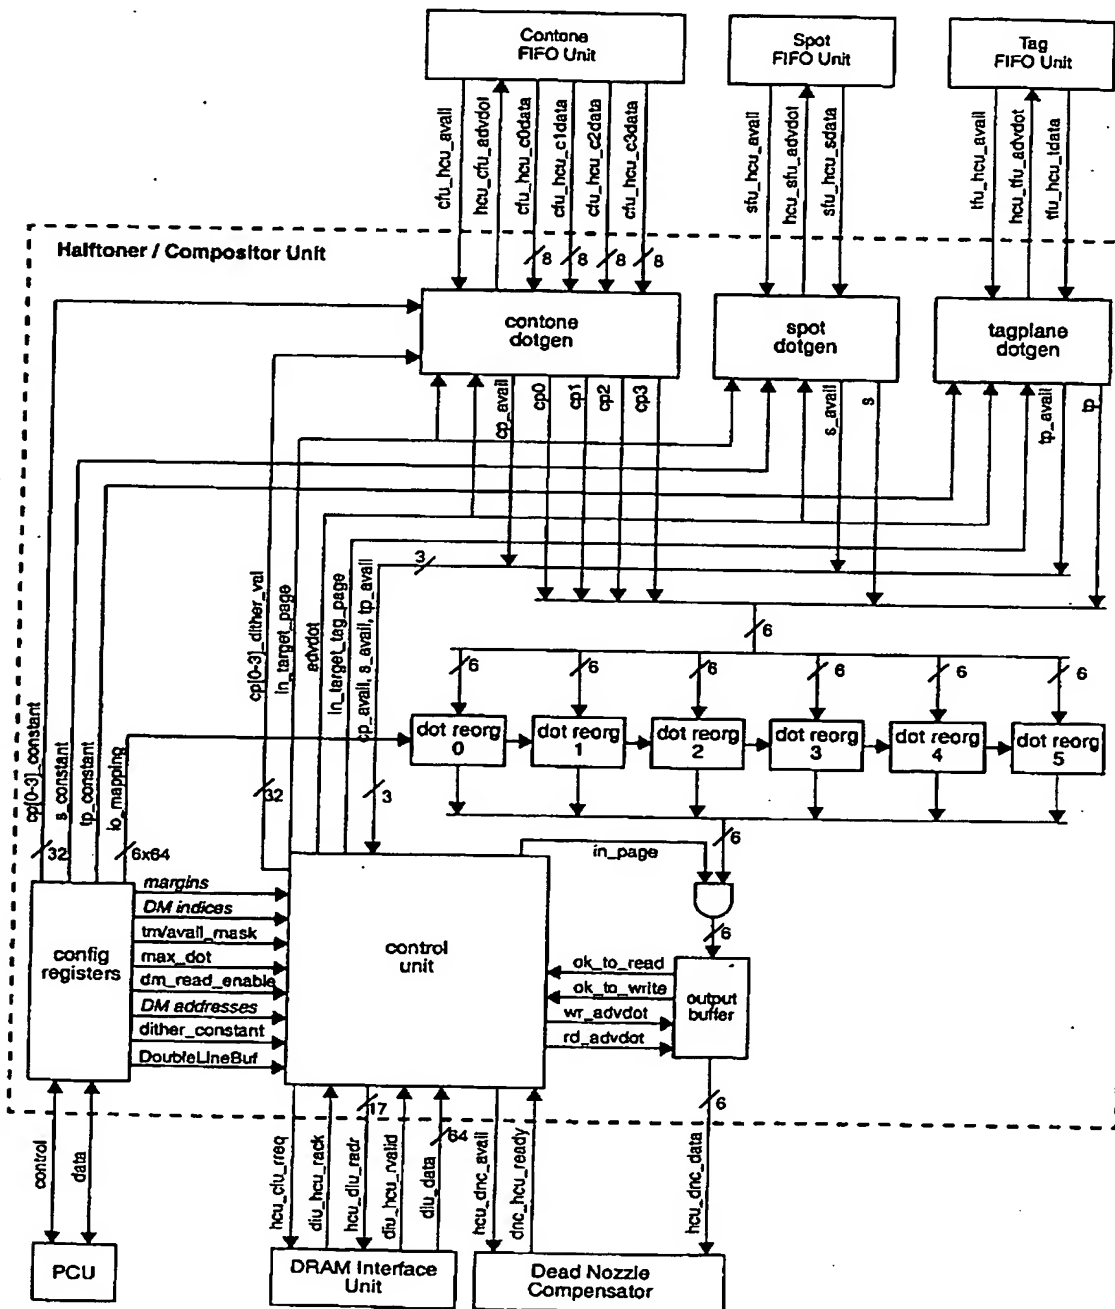 Contone
FIFO Unit
Spot
FIFO Unit
Tag
FIFO Unit
cfu_hcu_avail
hcu_cfu_advdot
cfu_hcu_c0data
cfu_hcu_c1data
cfu_hcu_c2data
cfu_hcu_c3data
sfu_hcu_avail
hcu_sfu_advdot
sfu_hcu_sdata
tfu_hcu_avail
hcu_tfu_advdot
tfu_hcu_tdata
Halftoner / Compositor Unit
8
8
8
8
contone
dotgen
spot
dotgen
tagplane
dotgen
cp_avail
cp0
cp1
cp2
cp3
s_avail
s
tp_avail
tp
3
6
6
6
6
6
6
6
cp[0-3]_constant
s_constant
tp_constant
io_mapping
cp[0-3]_dither_val
in_target_page
advdot
in_target_tag_page
cp_avail, s_avail, tp_avail
dot reorg
0
dot reorg
1
dot reorg
2
dot reorg
3
dot reorg
4
dot reorg
5
32
3
32
6x64
6
in_page
margins
DM indices
tm/avail_mask
max_dot
dm_read_enable
DM addresses
dither_constant
DoubleLineBuf
config
registers
control
unit
6
ok_to_read
ok_to_write
wr_advdot
rd_advdot
output
buffer
17
64
6
control
data
hcu_diu_rreq
diu_hcu_rack
hcu_diu_radr
diu_hcu_rvalid
diu_data
hcu_dnc_avail
dnc_hcu_ready
hcu_dnc_data
PCU
DRAM Interface
Unit
Dead Nozzle
Compensator